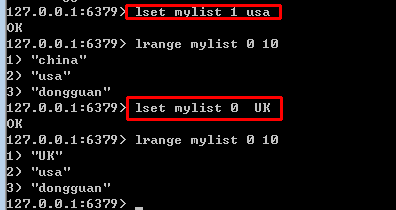 127.0.0.1:6379> lset mylist 1 usa
OK
127.0.0.1:6379> lrange mylist 0 10
1) "china"
2) "usa"
3) "dongguan"
127.0.0.1:6379> lset mylist 0  UK
OK
127.0.0.1:6379> lrange mylist 0 10
1) "UK"
2) "usa"
3) "dongguan"
127.0.0.1:6379> _